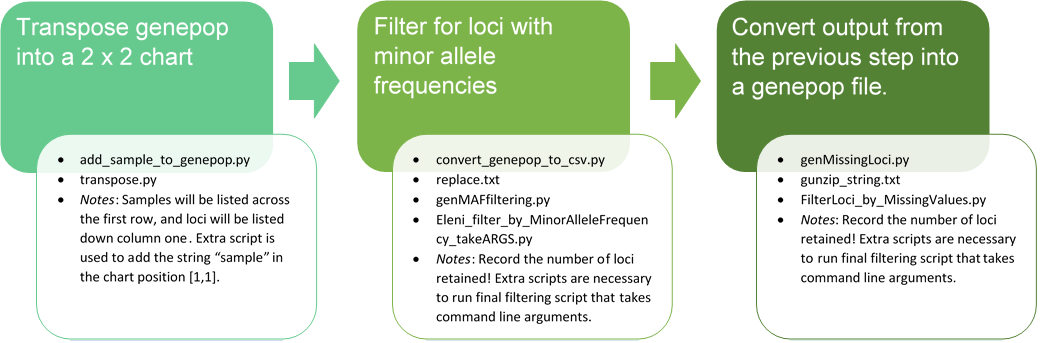 Transpose genepop
into a 2 x 2 chart
• add_sample_to_genepop.py
• transpose.py
• Notes: Samples will be listed across
the first row, and loci will be listed
down column one. Extra script is
used to add the string “sample” in
the chart position [1,1].
Filter for loci with
minor allele
frequencies
• convert_genepop_to_csv.py
• replace.txt
• genMAFfiltering.py
• Eleni_filter_by_MinorAlleleFrequen
cy_takeARGS.py
• Notes: Record the number of loci
retained! Extra scripts are necessary
to run final filtering script that takes
command line arguments.
Convert output from
the previous step into
a genepop file.
• genMissingLoci.py
• gunzip_string.txt
• FilterLoci_by_MissingValues.py
• Notes: Record the number of loci
retained! Extra scripts are necessary
to run final filtering script that takes
command line arguments.